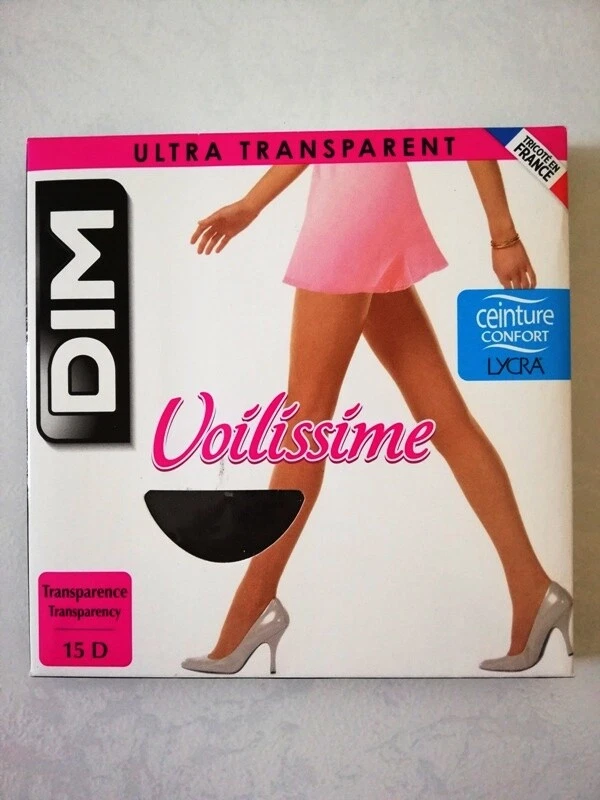 ULTRA TRANSPARENT
TRICOTÉ EN
FRANCE
DIM
ceinture
CONFORT
LYCRA
Voilissime
Transparence
Transparency
15 D